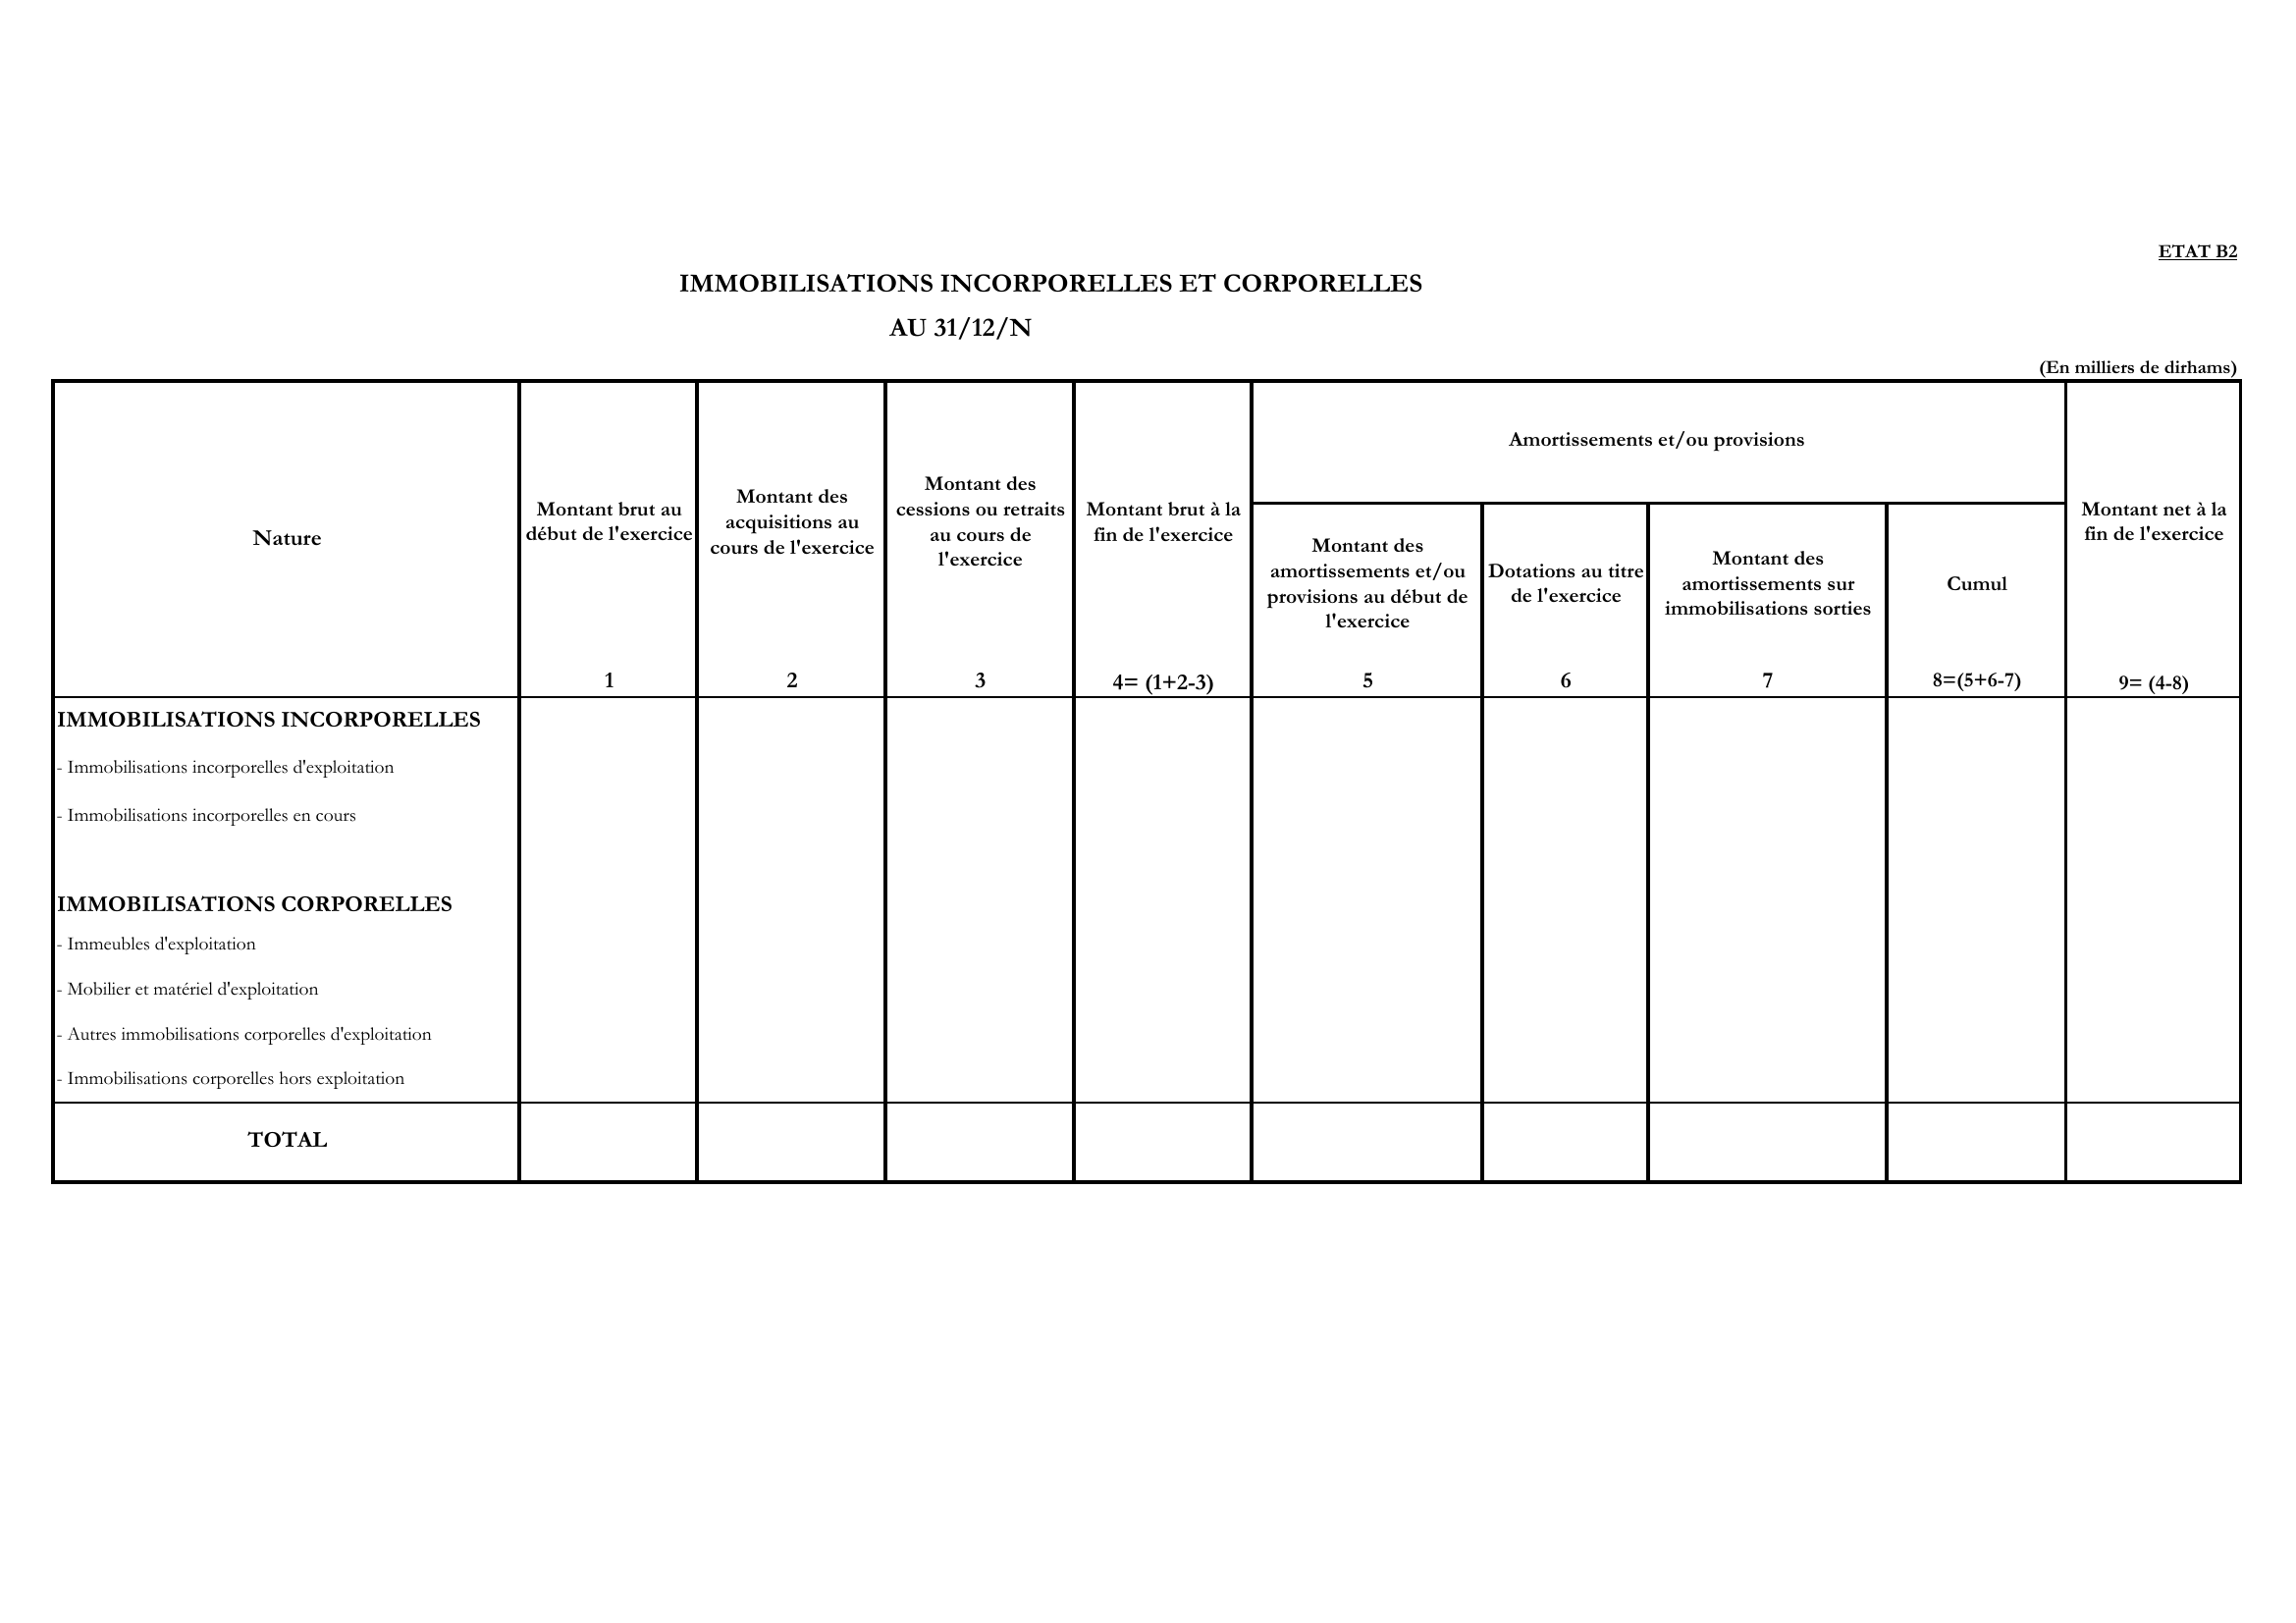 ETAT B2
IMMOBILISATIONS INCORPORELLES ET CORPORELLES
AU 31/12/N
(En milliers de dirhams)
Nature
Montant brut au
début de l'exercice
1
Montant des
acquisitions au
cours de l'exercice
2
Montant des
cessions ou retraits
au cours de
l'exercice
3
Montant brut à la
fin de l'exercice
4= (1+2-3)
Amortissements et/ou provisions
Montant des
amortissements et/ou
provisions au début de
l'exercice
5
Dotations au titre
de l'exercice
6
Montant des
amortissements sur
immobilisations sorties
7
Cumul
8=(5+6-7)
Montant net à la
fin de l'exercice
9= (4-8)
IMMOBILISATIONS INCORPORELLES
- Immobilisations incorporelles d'exploitation
- Immobilisations incorporelles en cours
IMMOBILISATIONS CORPORELLES
- Immeubles d'exploitation
- Mobilier et matériel d'exploitation
- Autres immobilisations corporelles d'exploitation
- Immobilisations corporelles hors exploitation
TOTAL